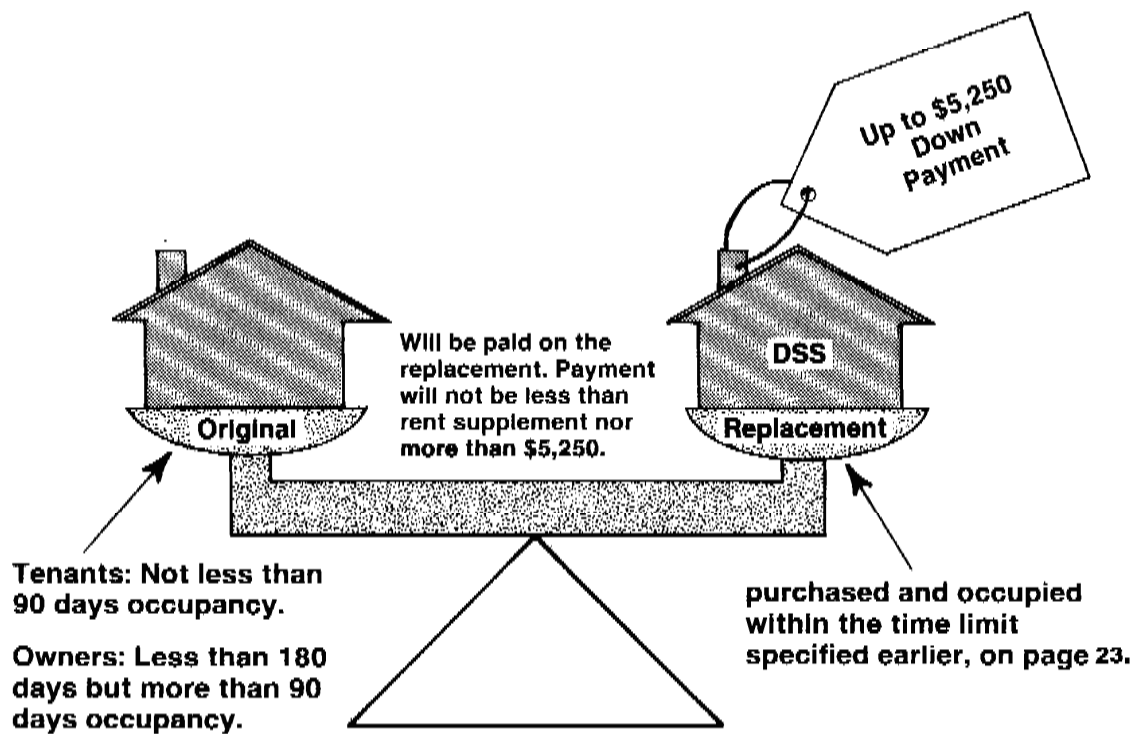 Up to $5,250
Down
Payment
Will be paid on the
replacement. Payment
will not be less than
rent supplement nor
more than $5,250.
DSS
Original
Replacement
Tenants: Not less than
90 days occupancy.
Owners: Less than 180
days but more than 90
days occupancy.
purchased and occupied
within the time limit
specified earlier, on page 23.